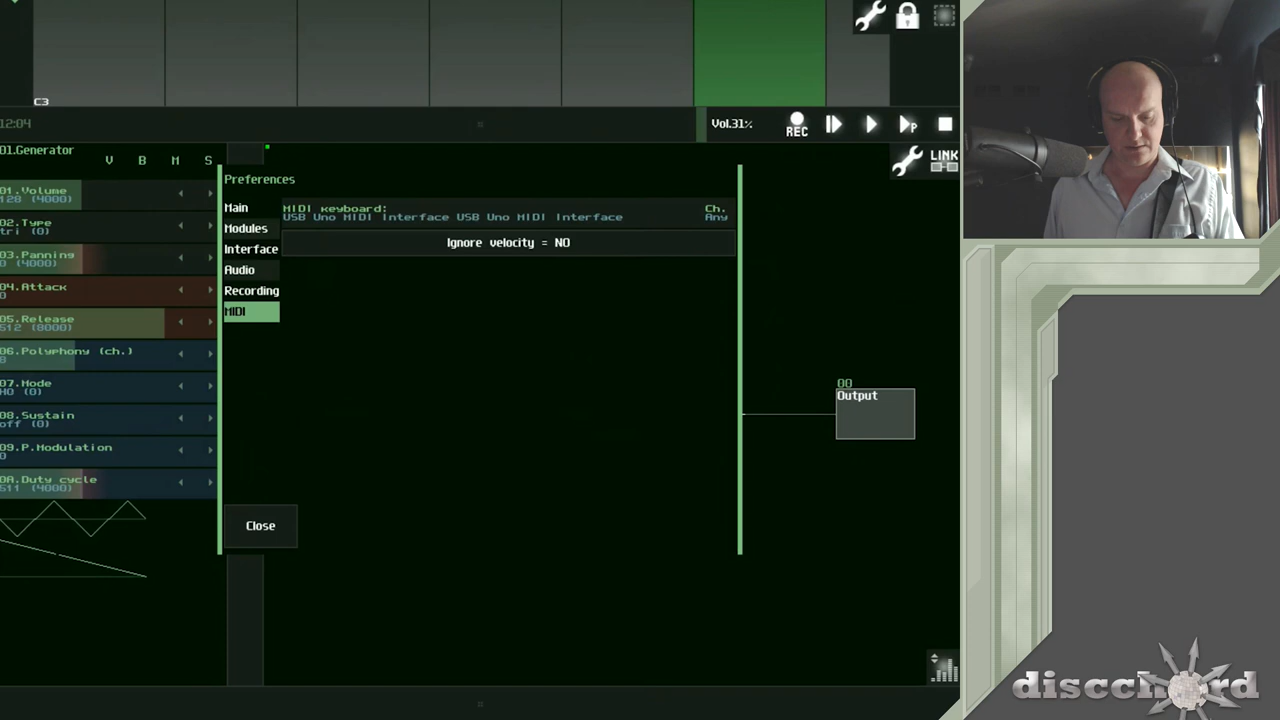 C3
12:04
Vol.31%
REC
P
01.Generator
V B M S
LINK
Preferences
01.Volume
128 (4000)
02.Type
tri (0)
03.Panning
0 (4000)
04.Attack
0
05.Release
512 (8000)
06.Polyphony (ch.)
8
07.Mode
HQ (0)
08.Sustain
off (0)
09.P.Modulation
0
0A.Duty cycle
511 (4000)
Main
Modules
Interface
Audio
Recording
MIDI
MIDI keyboard:
USB Uno MIDI Interface USB Uno MIDI Interface
Ch.
Any
Ignore velocity = NO
Close
00
Output
discchord